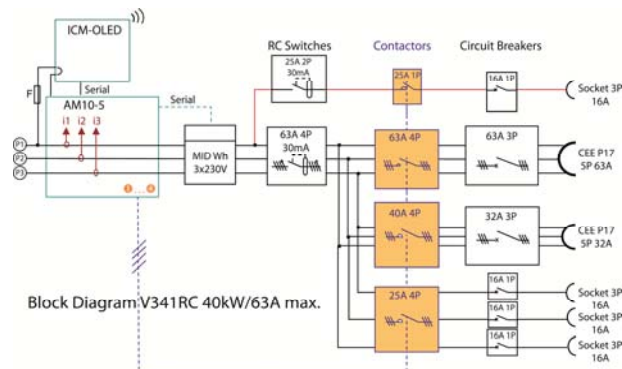 ICM-OLED
RC Switches
Contactors
Circuit Breakers
25A 2P
30mA
25A 1P
16A 1P
Socket 3P
16A
F
Serial
AM10-5
Serial
i1
i2
i3
63A 4P
30mA
63A 4P
63A 3P
P1
P2
P3
MID Wh
3x230V
CEE P17
5P 63A
1 ... 4
40A 4P
32A 3P
CEE P17
5P 32A
Block Diagram V341RC 40kW/63A max.
25A 4P
16A 1P
Socket 3P
16A
16A 1P
Socket 3P
16A
16A 1P
Socket 3P
16A